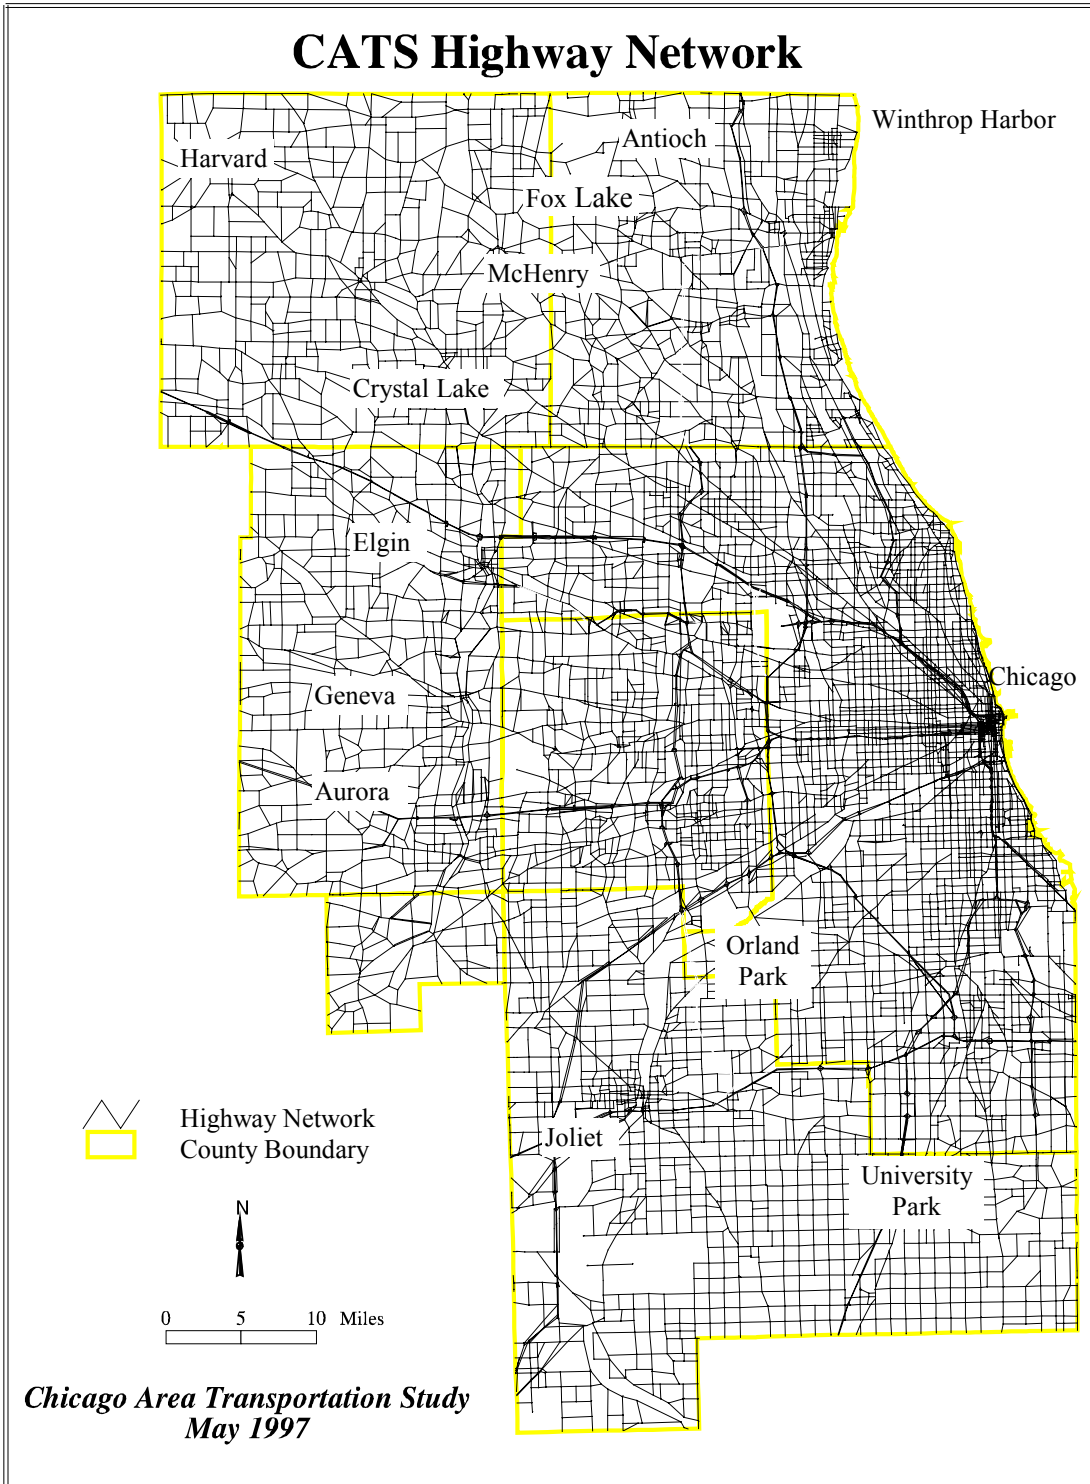 CATS Highway Network
Winthrop Harbor
Antioch
Harvard
Fox Lake
McHenry
Crystal Lake
Elgin
Chicago
Geneva
Aurora
Orland
Park
Highway Network
County Boundary
Joliet
University
Park
N
0 5 10 Miles
Chicago Area Transportation Study
May 1997